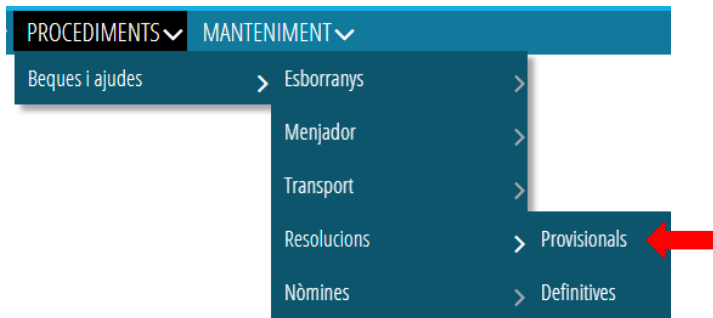 PROCEDIMENTS MANTENIMENT
Beques i ajudes
Esborranys
Menjador
Transport
Resolucions
Nòmines
Provisionals
Definitives